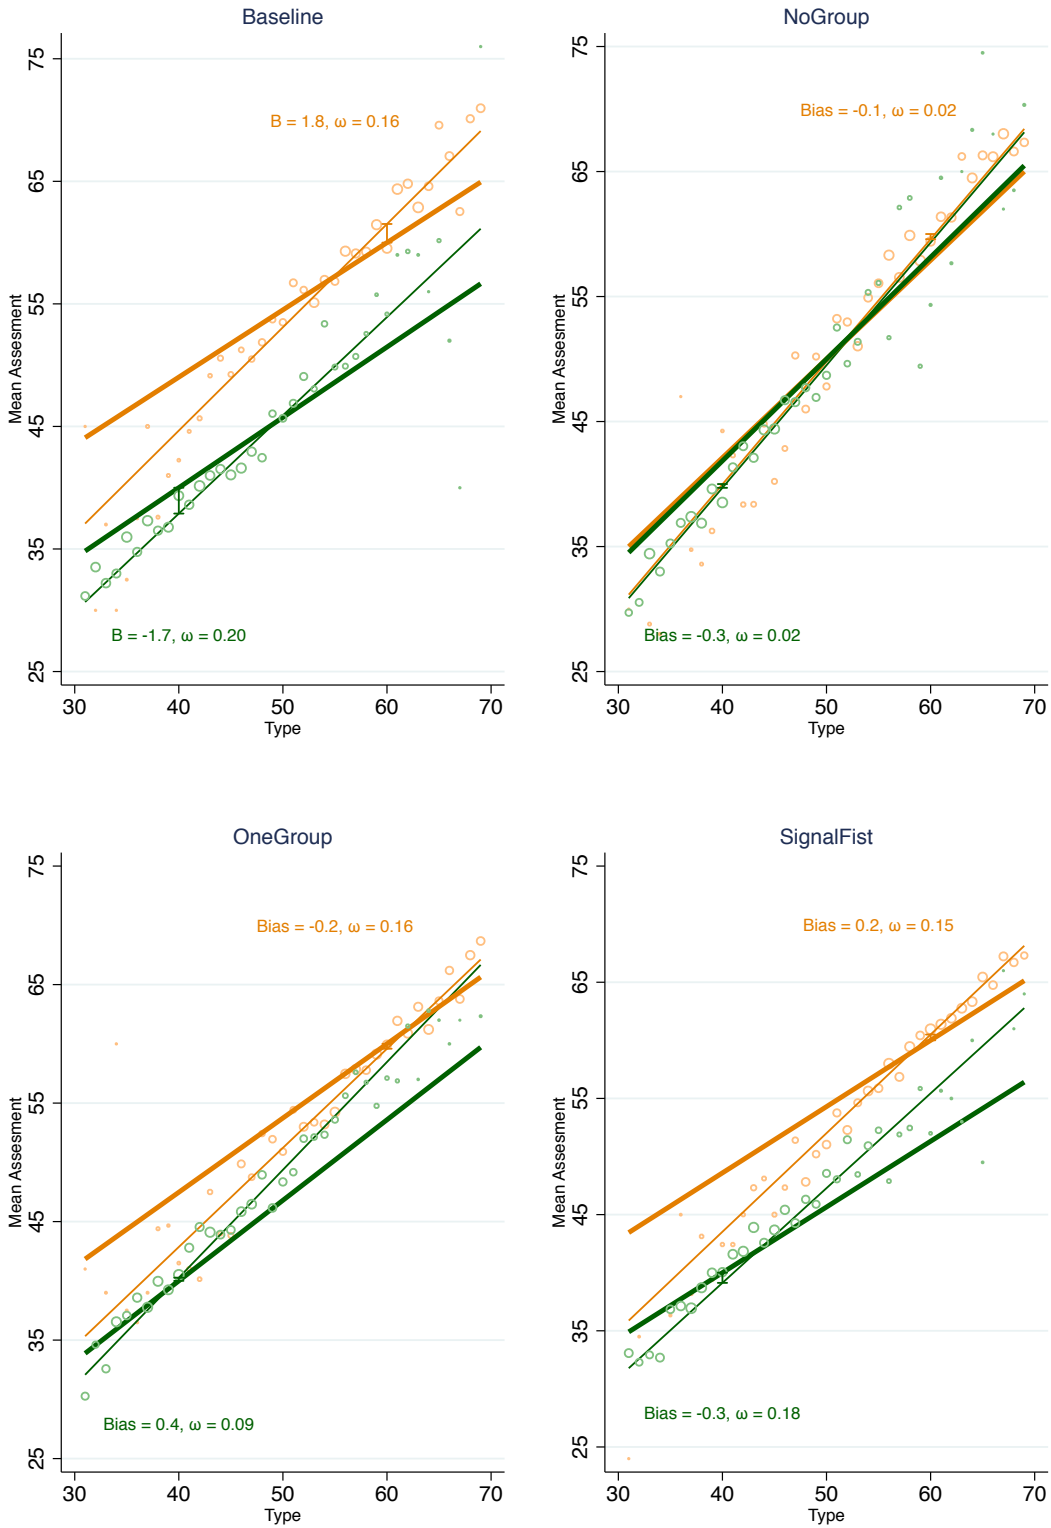 Baseline
75
65
55
45
35
25
Mean Assesment
B = 1.8, ω = 0.16
B = -1.7, ω = 0.20
30 40 50 60 70
Type
NoGroup
75
65
55
45
35
25
Mean Assesment
Bias = -0.1, ω = 0.02
Bias = -0.3, ω = 0.02
30 40 50 60 70
Type
OneGroup
75
65
55
45
35
25
Mean Assesment
Bias = -0.2, ω = 0.16
Bias = 0.4, ω = 0.09
30 40 50 60 70
Type
SignalFist
75
65
55
45
35
25
Mean Assesment
Bias = 0.2, ω = 0.15
Bias = -0.3, ω = 0.18
30 40 50 60 70
Type